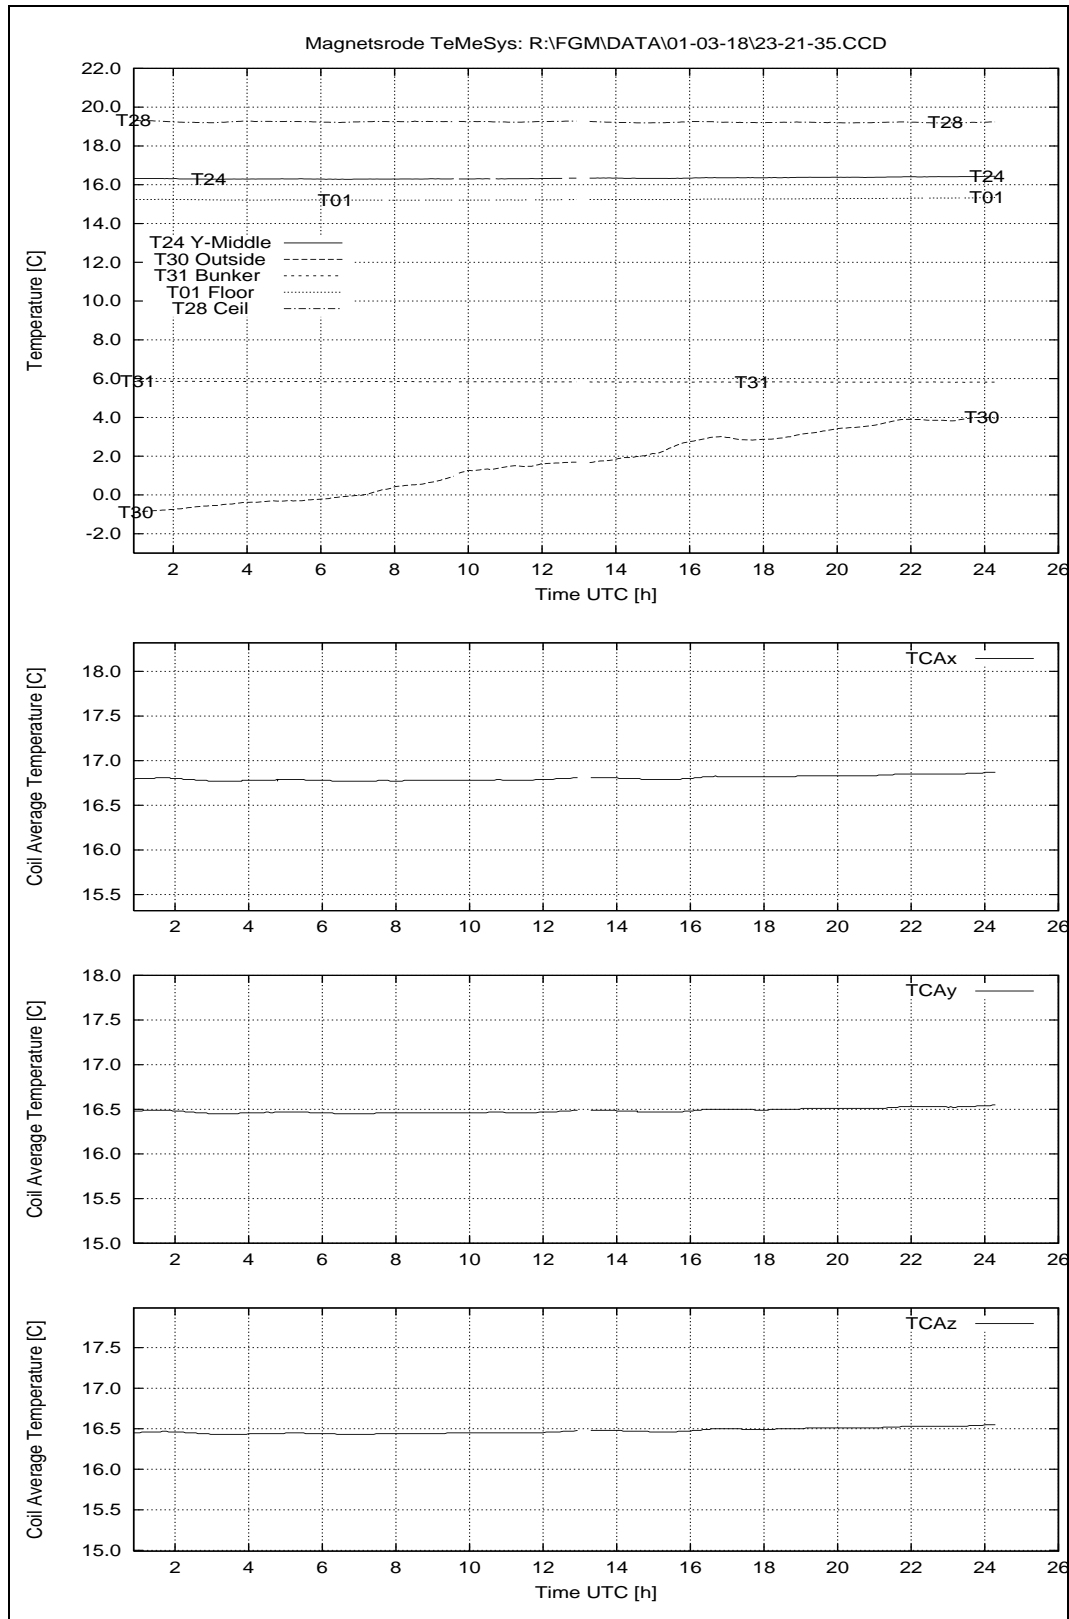 Magnetsrode TeMeSys: R:\FGM\DATA\01-03-18\23-21-35.CCD
Temperature [C]
22.0
20.0
18.0
16.0
14.0
12.0
10.0
8.0
6.0
4.0
2.0
0.0
-2.0
T28 T28
T24 T24
T01 T01
T24 Y-Middle
T30 Outside
T31 Bunker
T01 Floor
T28 Ceil
T31 T31
T30 T30
2 4 6 8 10 12 14 16 18 20 22 24 26
Time UTC [h]
Coil Average Temperature [C]
TCAx
18.0
17.5
17.0
16.5
16.0
15.5
2 4 6 8 10 12 14 16 18 20 22 24 26
Coil Average Temperature [C]
TCAy
18.0
17.5
17.0
16.5
16.0
15.5
15.0
2 4 6 8 10 12 14 16 18 20 22 24 26
Coil Average Temperature [C]
TCAz
17.5
17.0
16.5
16.0
15.5
15.0
2 4 6 8 10 12 14 16 18 20 22 24 26
Time UTC [h]